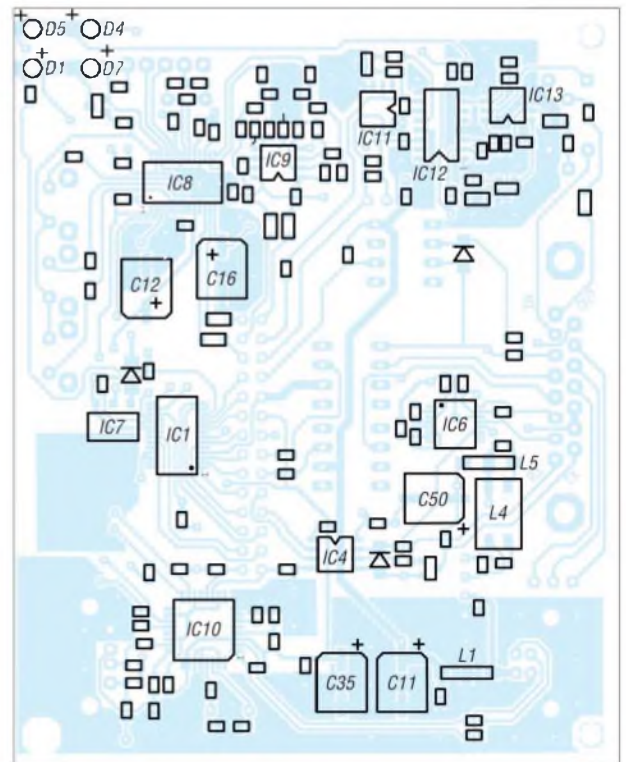 + D5 + D4
+ D1 + D7
IC13
IC11
IC12
IC9
IC8
+
C16
C12
+
IC7
IC1
IC6
L5
C50
L4
+
IC4
IC10
+
+
L1
C35
C11